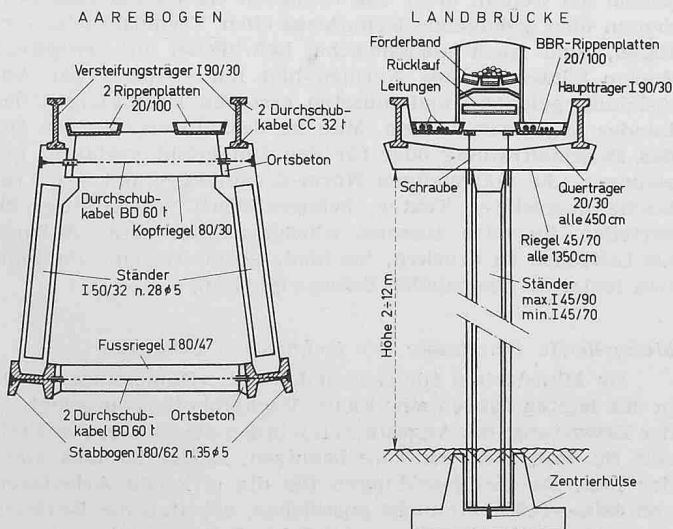 AAREBOGEN
Versteifungsträger I 90/30
2 Rippenplatten
20/100
2 Durchschub-
kabel CC 32 t
Ortsbeton
Durchschub-
kabel BD 60 t
Kopfriegel 80/30
Ständer
I 50/32 n. 28 ø 5
Fussriegel I 80/47
2 Durchschub- Ortsbeton
kabel BD 60 t
Stabbogen I 80/62 n. 35 ø 5
LANDBRÜCKE
Förderband
Rücklauf
Leitungen
BBR-Rippenplatten
20/100
Hauptträger I 90/30
Schraube
Querträger
20/30
alle 450 cm
Riegel 45/70
alle 1350 cm
Ständer
max. I 45/90
min. I 45/70
Höhe 2÷12 m
Zentrierhülse